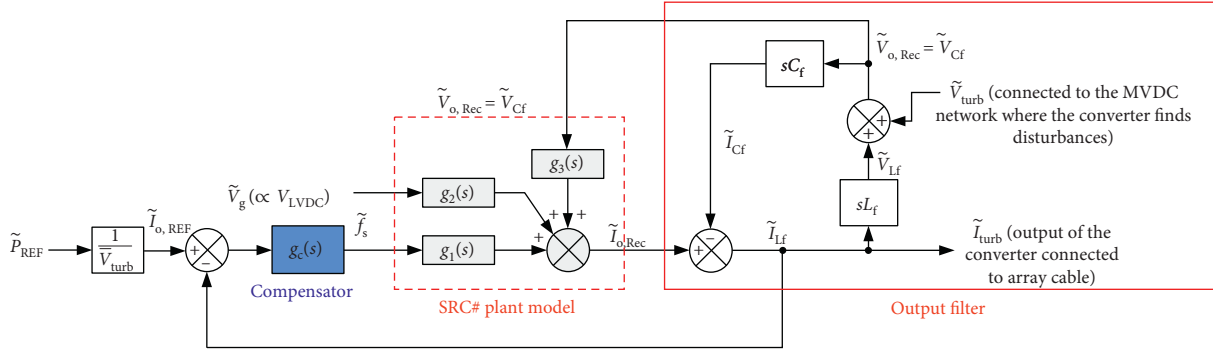 Ṽo, Rec = ṼCf
sCf
Ṽturb (connected to the MVDC
network where the converter finds
disturbances)
+
+
ĨCf
ṼLf
sLf
Ṽo, Rec = ṼCf
g3(s)
Ṽg (∝ VLVDC)
g2(s)
+
+
+
P̃REF
1
V̅turb
Ĩo, REF
+
−
gc(s)
f̃s
g1(s)
Ĩo,Rec
+
−
ĨLf
Ĩturb (output of the
converter connected
to array cable)
Compensator
SRC# plant model
Output filter